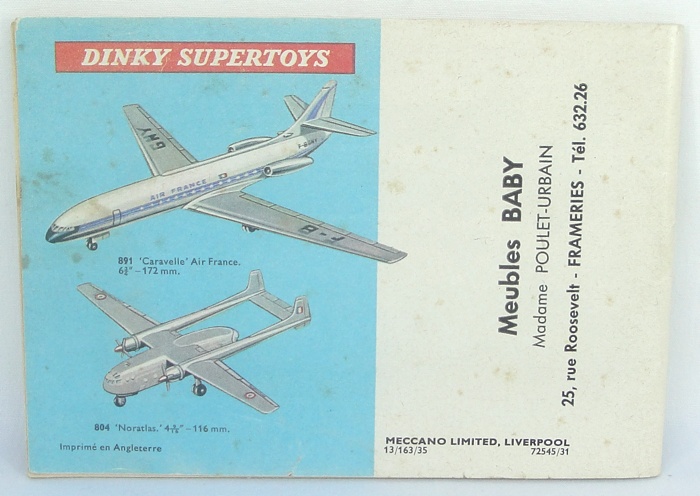 DINKY SUPERTOYS
GMY
F-BGNY
AIR FRANCE
F-B
891 'Caravelle' Air France.
6¾" – 172 mm.
804 'Noratlas.' 4 9/16" – 116 mm.
Imprimé en Angleterre
Meubles BABY
Madame POULET-URBAIN
25, rue Roosevelt - FRAMERIES - Tél. 632.26
MECCANO LIMITED, LIVERPOOL
13/163/35 72545/31